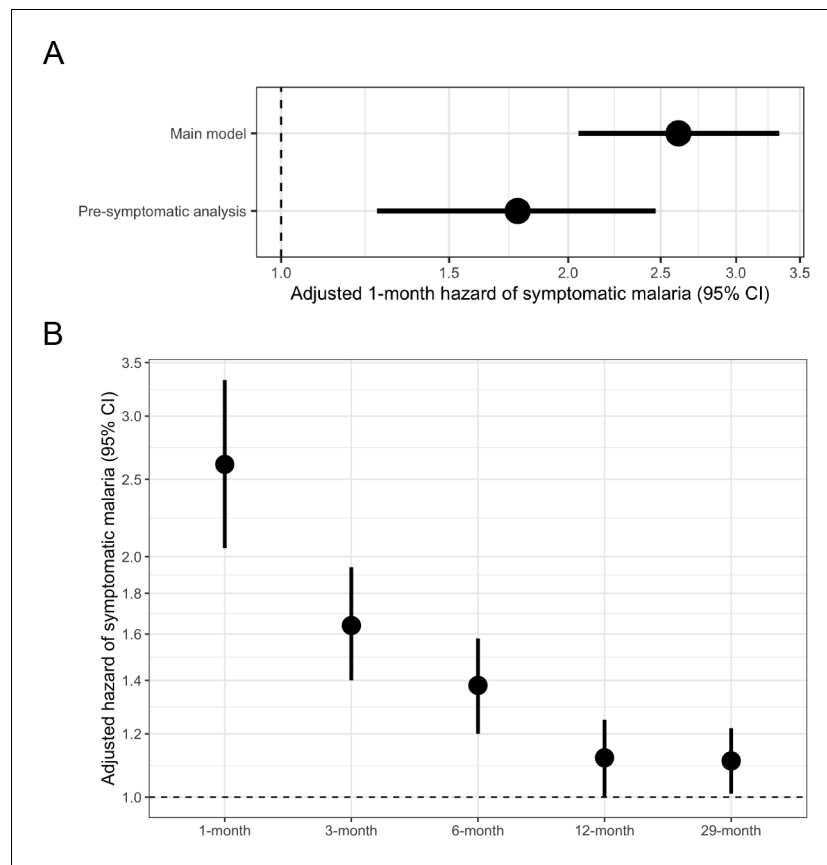 A
Main model
Pre-symptomatic analysis
1.0 1.5 2.0 2.5 3.0 3.5
Adjusted 1-month hazard of symptomatic malaria (95% CI)
B
Adjusted hazard of symptomatic malaria (95% CI)
3.5
3.0
2.5
2.0
1.8
1.6
1.4
1.2
1.0
1-month 3-month 6-month 12-month 29-month